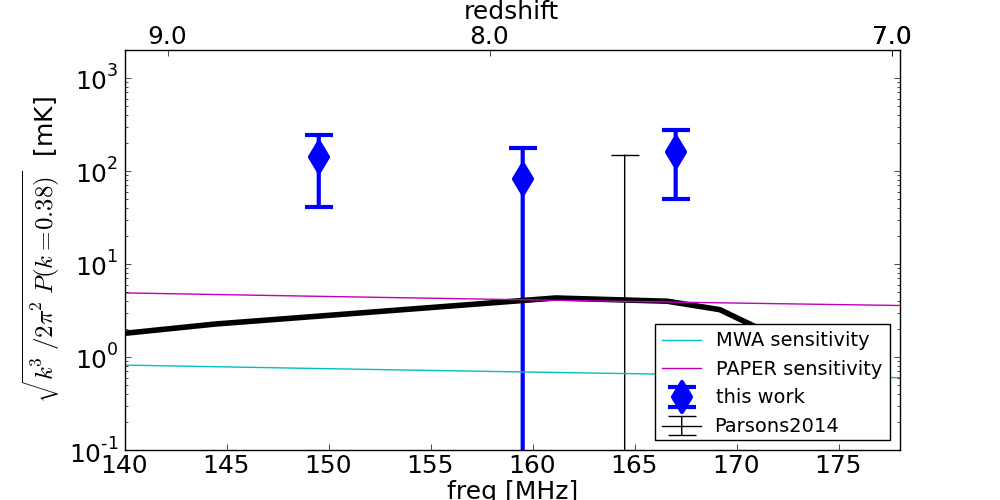 redshift
9.0 8.0 7.0
√k³/2π² P(k=0.38) [mK]
10³
10²
10¹
10⁰
10⁻¹
MWA sensitivity
PAPER sensitivity
this work
Parsons2014
140 145 150 155 160 165 170 175
freq [MHz]